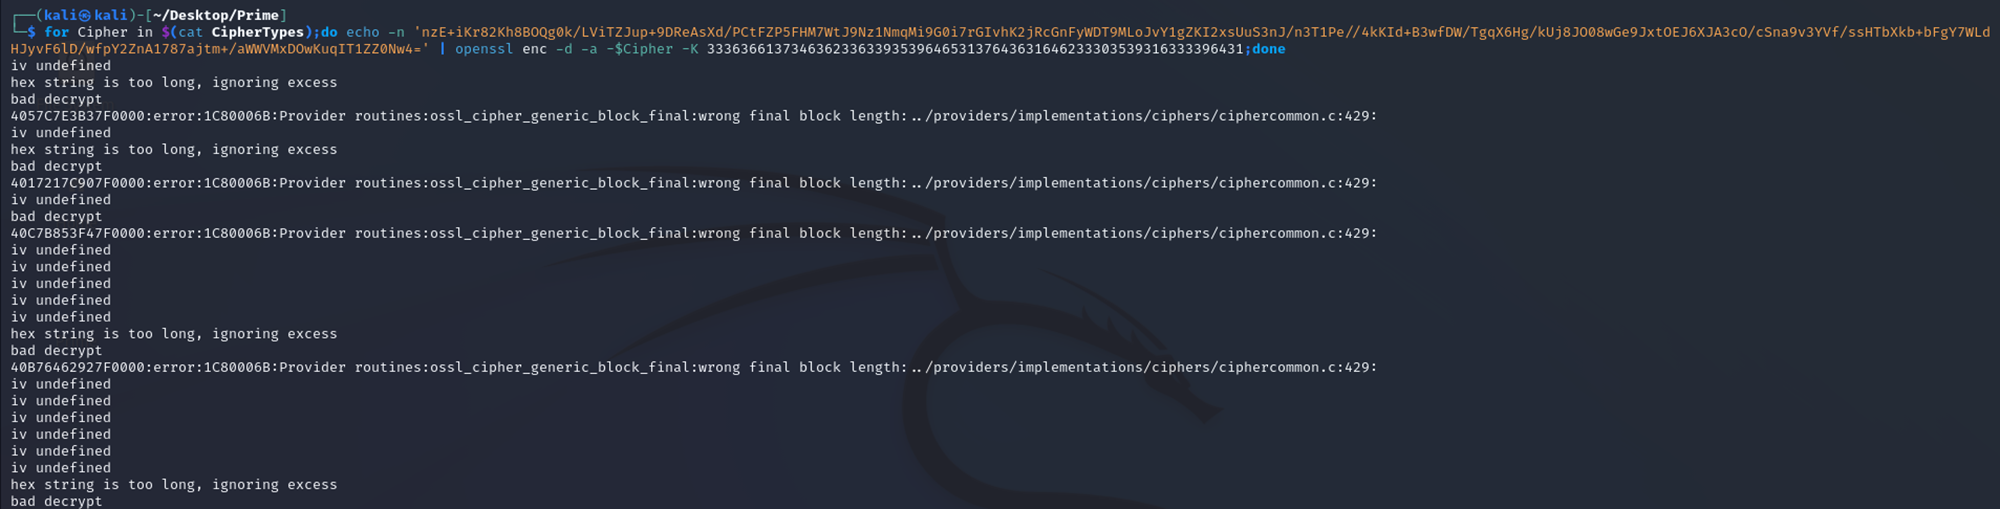 ┌──(kali㉿kali)-[~/Desktop/Prime]
└─$ for Cipher in $(cat CipherTypes);do echo -n 'nzE+iKr82Kh8BOQg0k/LViTZJup+9DReAsXd/PCtFZP5FHM7WtJ9Nz1NmqMi9G0i7rGIvhK2jRcGnFyWDT9MLoJvY1gZKI2xsUuS3nJ/n3T1Pe//4kKId+B3wfDW/TgqX6Hg/kUj8JO08wGe9JxtOEJ6XJA3cO/cSna9v3YVf/ssHTbXkb+bFgY7WLd
HJyvF6lD/wfpY2ZnA1787ajtm+/aWWVMxDOwKuqIT1ZZ0Nw4=' | openssl enc -d -a -$Cipher -K 3336366137346362336339353964653137643631646233303539316333396431;done
iv undefined
hex string is too long, ignoring excess
bad decrypt
4057C7E3B37F0000:error:1C80006B:Provider routines:ossl_cipher_generic_block_final:wrong final block length:../providers/implementations/ciphers/ciphercommon.c:429:
iv undefined
hex string is too long, ignoring excess
bad decrypt
4017217C907F0000:error:1C80006B:Provider routines:ossl_cipher_generic_block_final:wrong final block length:../providers/implementations/ciphers/ciphercommon.c:429:
iv undefined
bad decrypt
40C7B853F47F0000:error:1C80006B:Provider routines:ossl_cipher_generic_block_final:wrong final block length:../providers/implementations/ciphers/ciphercommon.c:429:
iv undefined
iv undefined
iv undefined
iv undefined
iv undefined
hex string is too long, ignoring excess
bad decrypt
40B76462927F0000:error:1C80006B:Provider routines:ossl_cipher_generic_block_final:wrong final block length:../providers/implementations/ciphers/ciphercommon.c:429:
iv undefined
iv undefined
iv undefined
iv undefined
iv undefined
iv undefined
hex string is too long, ignoring excess
bad decrypt